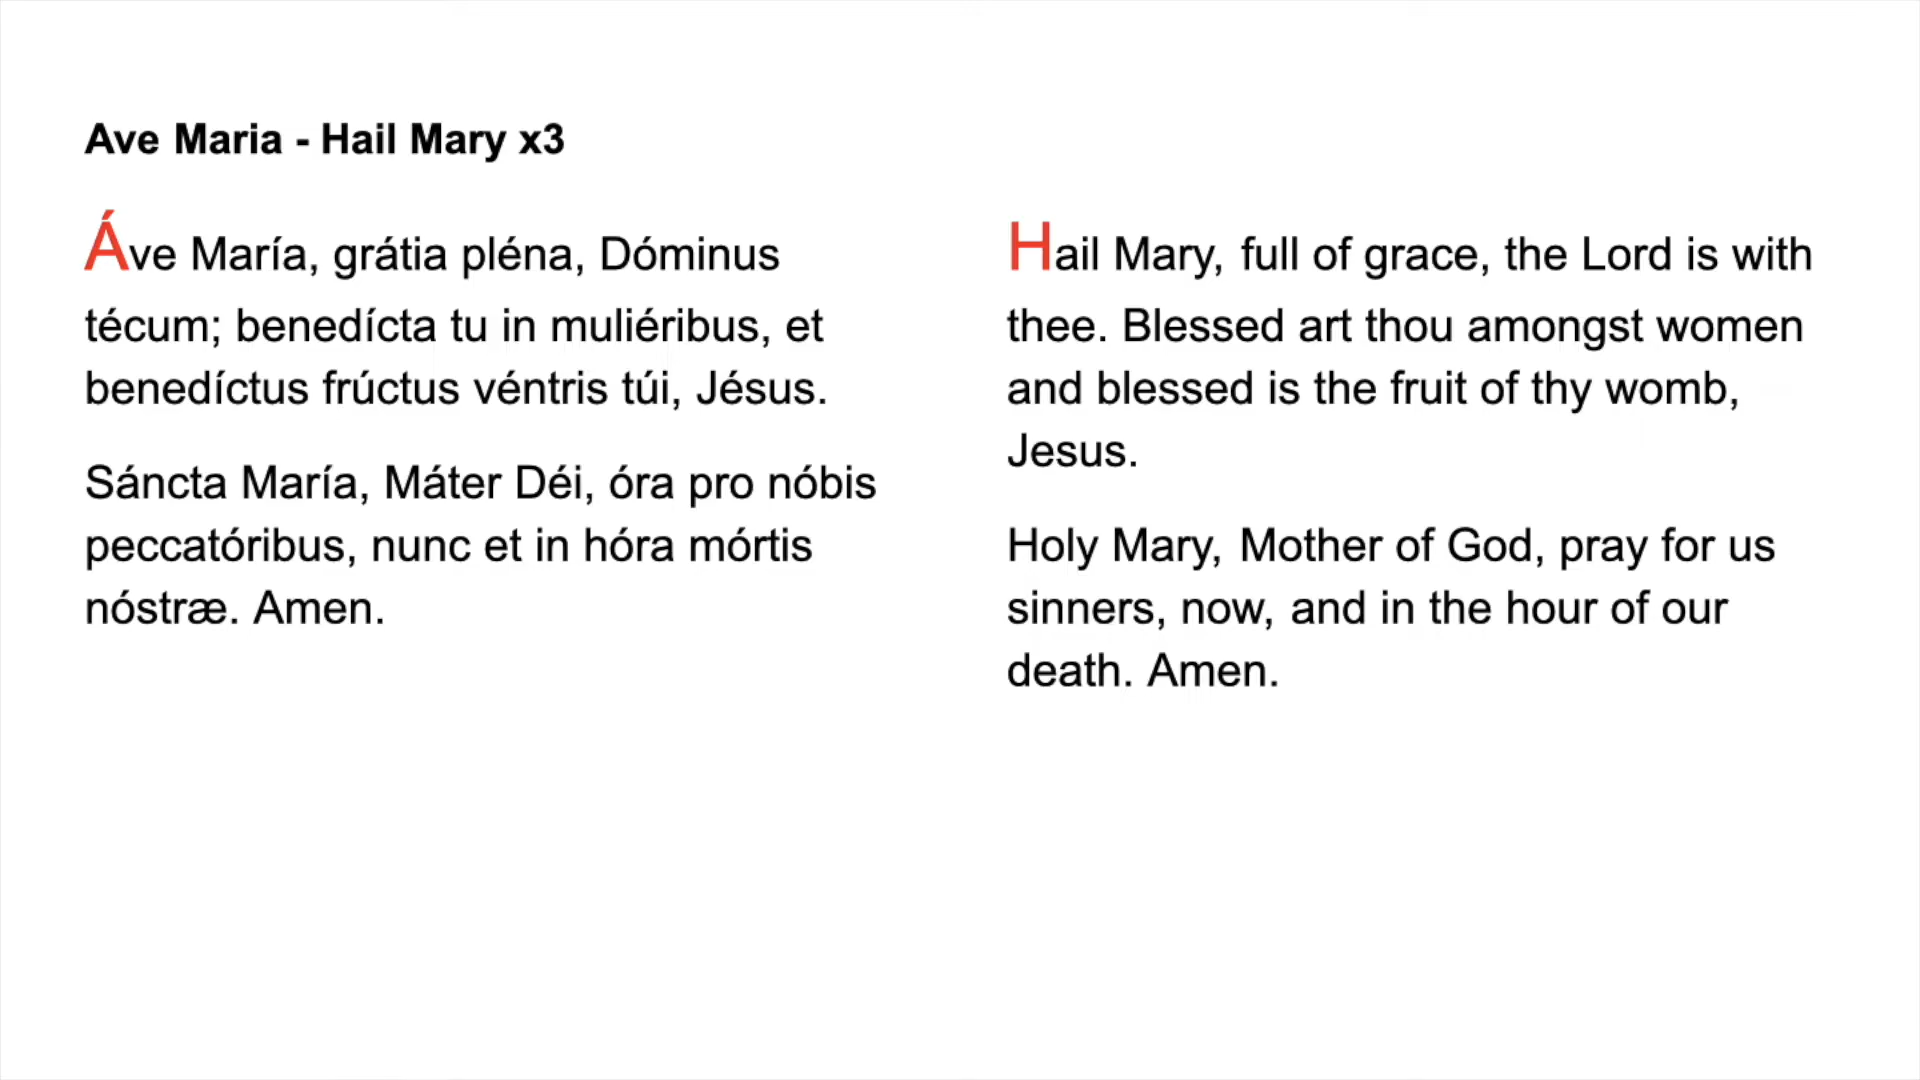 Ave Maria - Hail Mary x3
Áve María, grátia pléna, Dóminus
técum; benedícta tu in muliéribus, et
benedíctus frúctus véntris túi, Jésus.
Sáncta María, Máter Déi, óra pro nóbis
peccatóribus, nunc et in hóra mórtis
nóstræ. Amen.
Hail Mary, full of grace, the Lord is with
thee. Blessed art thou amongst women
and blessed is the fruit of thy womb,
Jesus.
Holy Mary, Mother of God, pray for us
sinners, now, and in the hour of our
death. Amen.